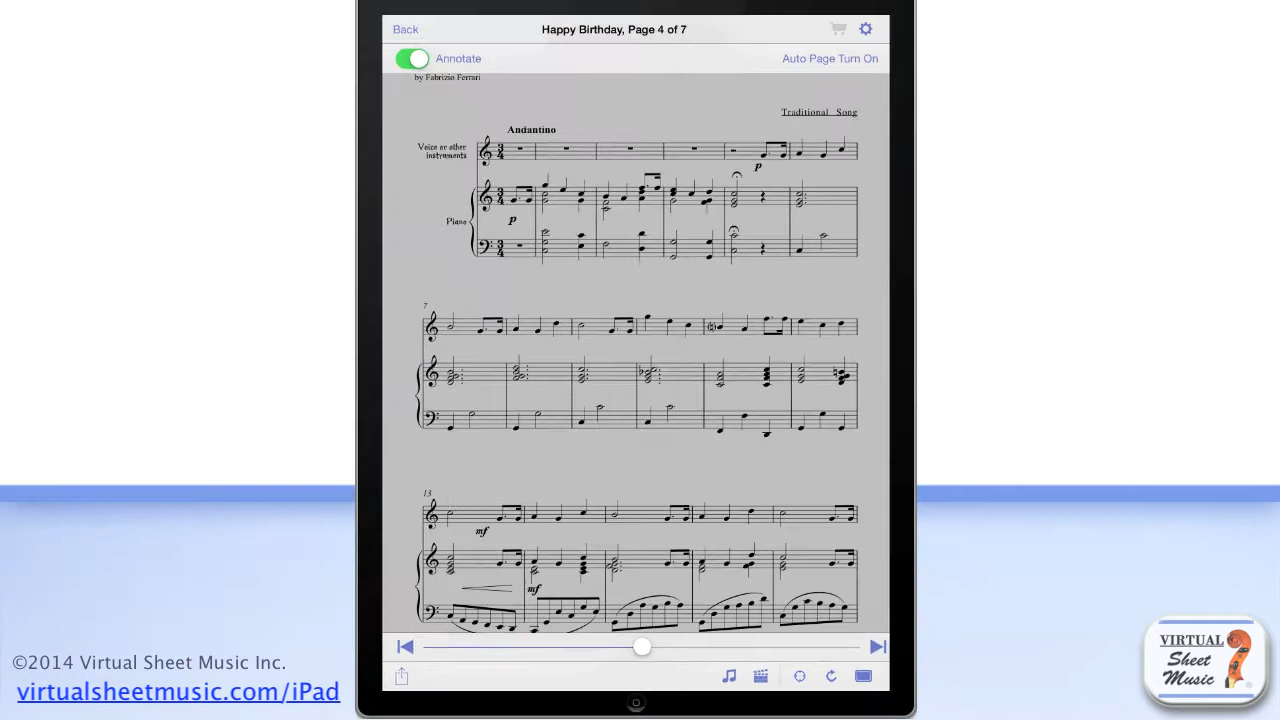 Back
Happy Birthday, Page 4 of 7
Annotate
Auto Page Turn On
by Fabrizio Ferrari
Traditional Song
Andantino
Voice or other
instruments
p
p
Piano
7
13
mf
mf
©2014 Virtual Sheet Music Inc.
virtualsheetmusic.com/iPad
VIRTUAL
Sheet
Music